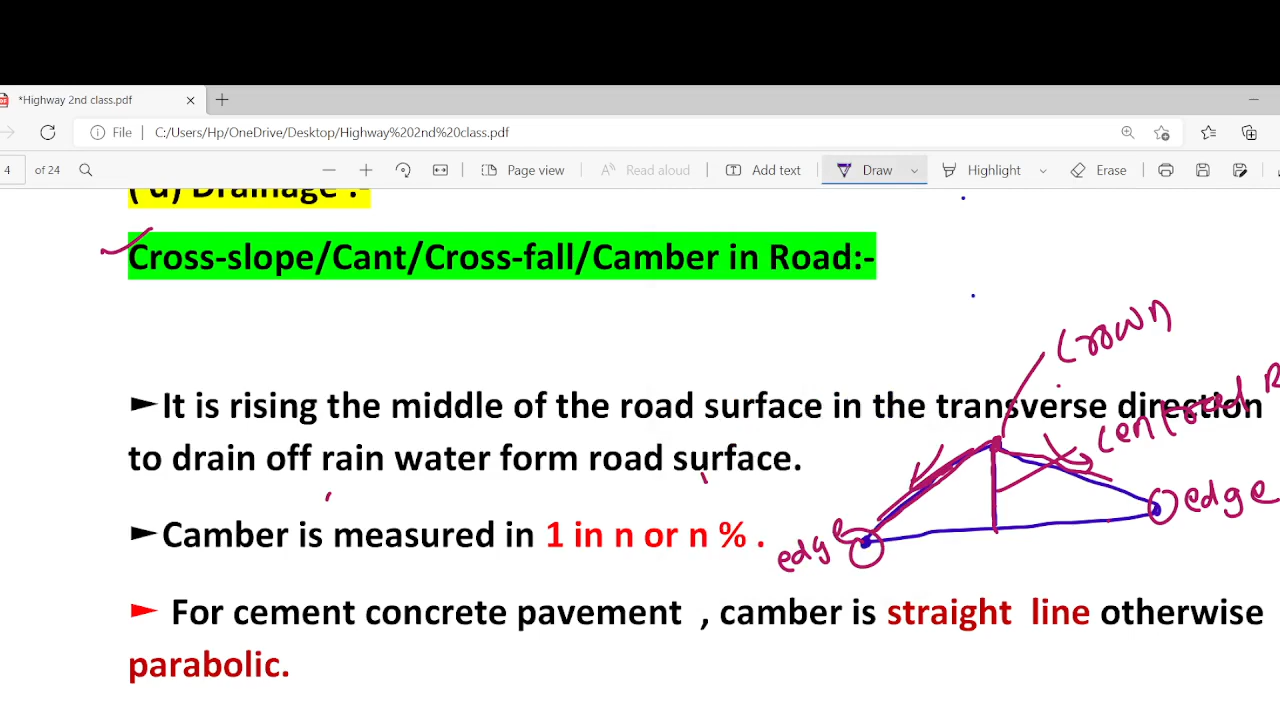 *Highway 2nd class.pdf
File
C:/Users/Hp/OneDrive/Desktop/Highway%202nd%20class.pdf
4 of 24
Page view
Read aloud
Add text
Draw
Highlight
Erase
(d) Drainage :-
Cross-slope/Cant/Cross-fall/Camber in Road:-
Crown
►It is rising the middle of the road surface in the transverse direction
central
to drain off rain water form road surface.
edge
►Camber is measured in 1 in n or n % .
edge
► For cement concrete pavement , camber is straight line otherwise
parabolic.